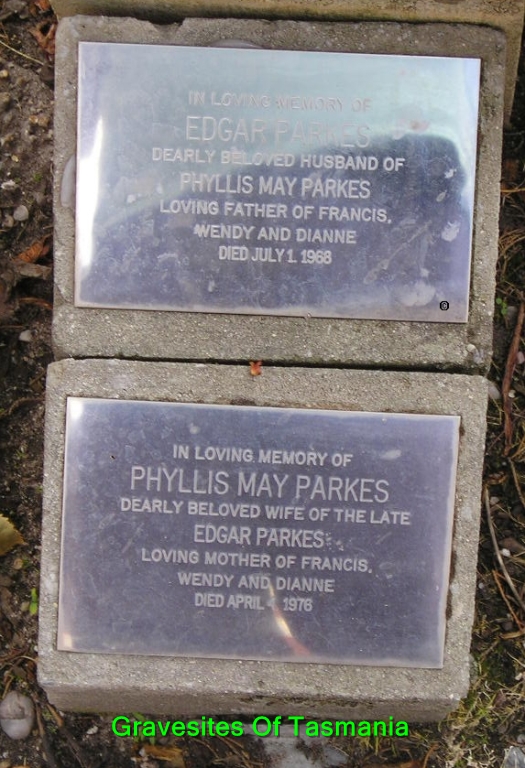 IN LOVING MEMORY OF
EDGAR PARKES
DEARLY BELOVED HUSBAND OF
PHYLLIS MAY PARKES
LOVING FATHER OF FRANCIS,
WENDY AND DIANNE
DIED JULY 1. 1968
©
IN LOVING MEMORY OF
PHYLLIS MAY PARKES
DEARLY BELOVED WIFE OF THE LATE
EDGAR PARKES
LOVING MOTHER OF FRANCIS,
WENDY AND DIANNE
DIED APRIL 1976
Gravesites Of Tasmania